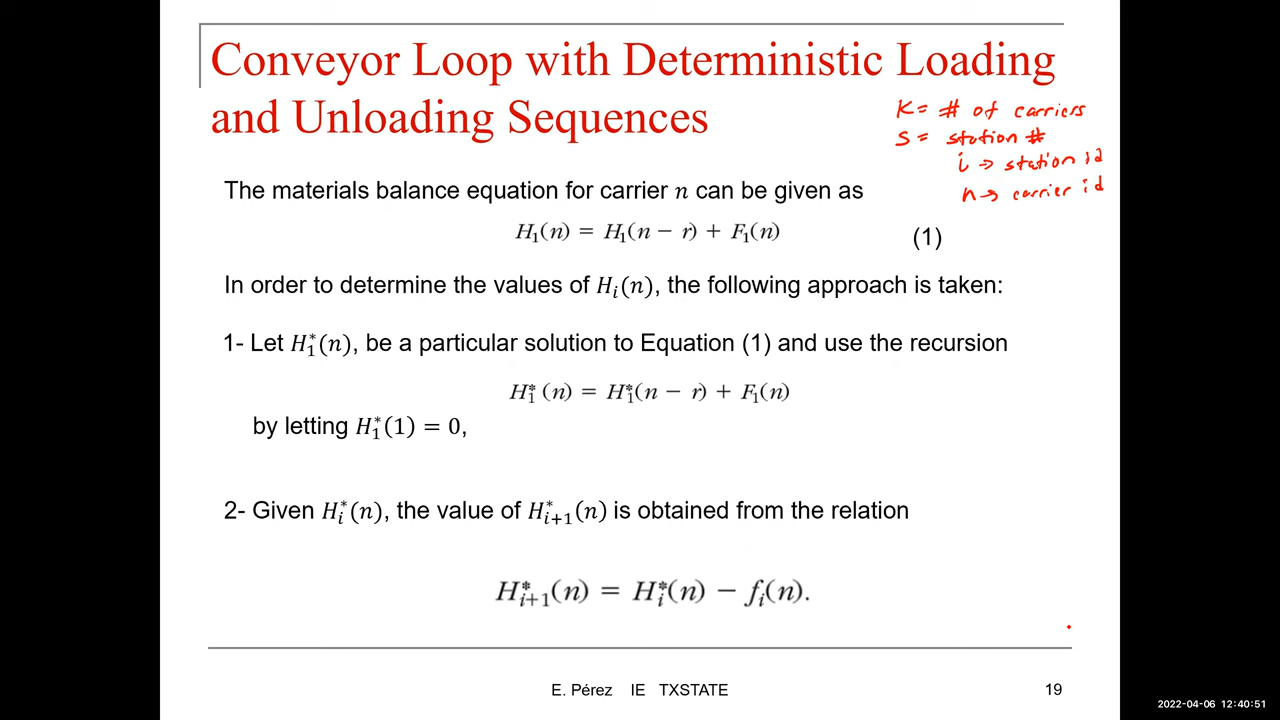 Conveyor Loop with Deterministic Loading
and Unloading Sequences
K = # of carriers
S = station #
i → station id
n → carrier id
The materials balance equation for carrier n can be given as
H₁(n) = H₁(n − r) + F₁(n)
(1)
In order to determine the values of Hᵢ(n), the following approach is taken:
1- Let H₁*(n), be a particular solution to Equation (1) and use the recursion
H₁*(n) = H₁*(n − r) + F₁(n)
by letting H₁*(1) = 0,
2- Given Hᵢ*(n), the value of Hᵢ₊₁*(n) is obtained from the relation
Hᵢ₊₁*(n) = Hᵢ*(n) − fᵢ(n).
E. Pérez IE TXSTATE
19
2022-04-06 12:40:51